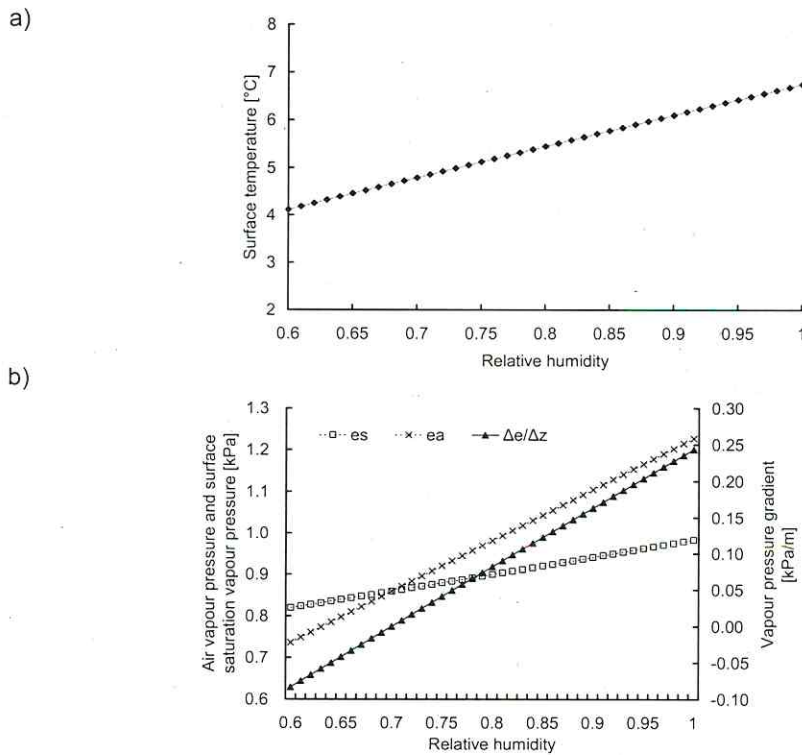 a)
8
7
6
5
4
3
2
Surface temperature [°C]
0.6 0.65 0.7 0.75 0.8 0.85 0.9 0.95 1
Relative humidity
b)
1.3
1.2
1.1
1.0
0.9
0.8
0.7
0.6
Air vapour pressure and surface
saturation vapour pressure [kPa]
es ea Δe/Δz
0.30
0.25
0.20
0.15
0.10
0.05
0.00
-0.05
-0.10
Vapour pressure gradient
[kPa/m]
0.6 0.65 0.7 0.75 0.8 0.85 0.9 0.95 1
Relative humidity